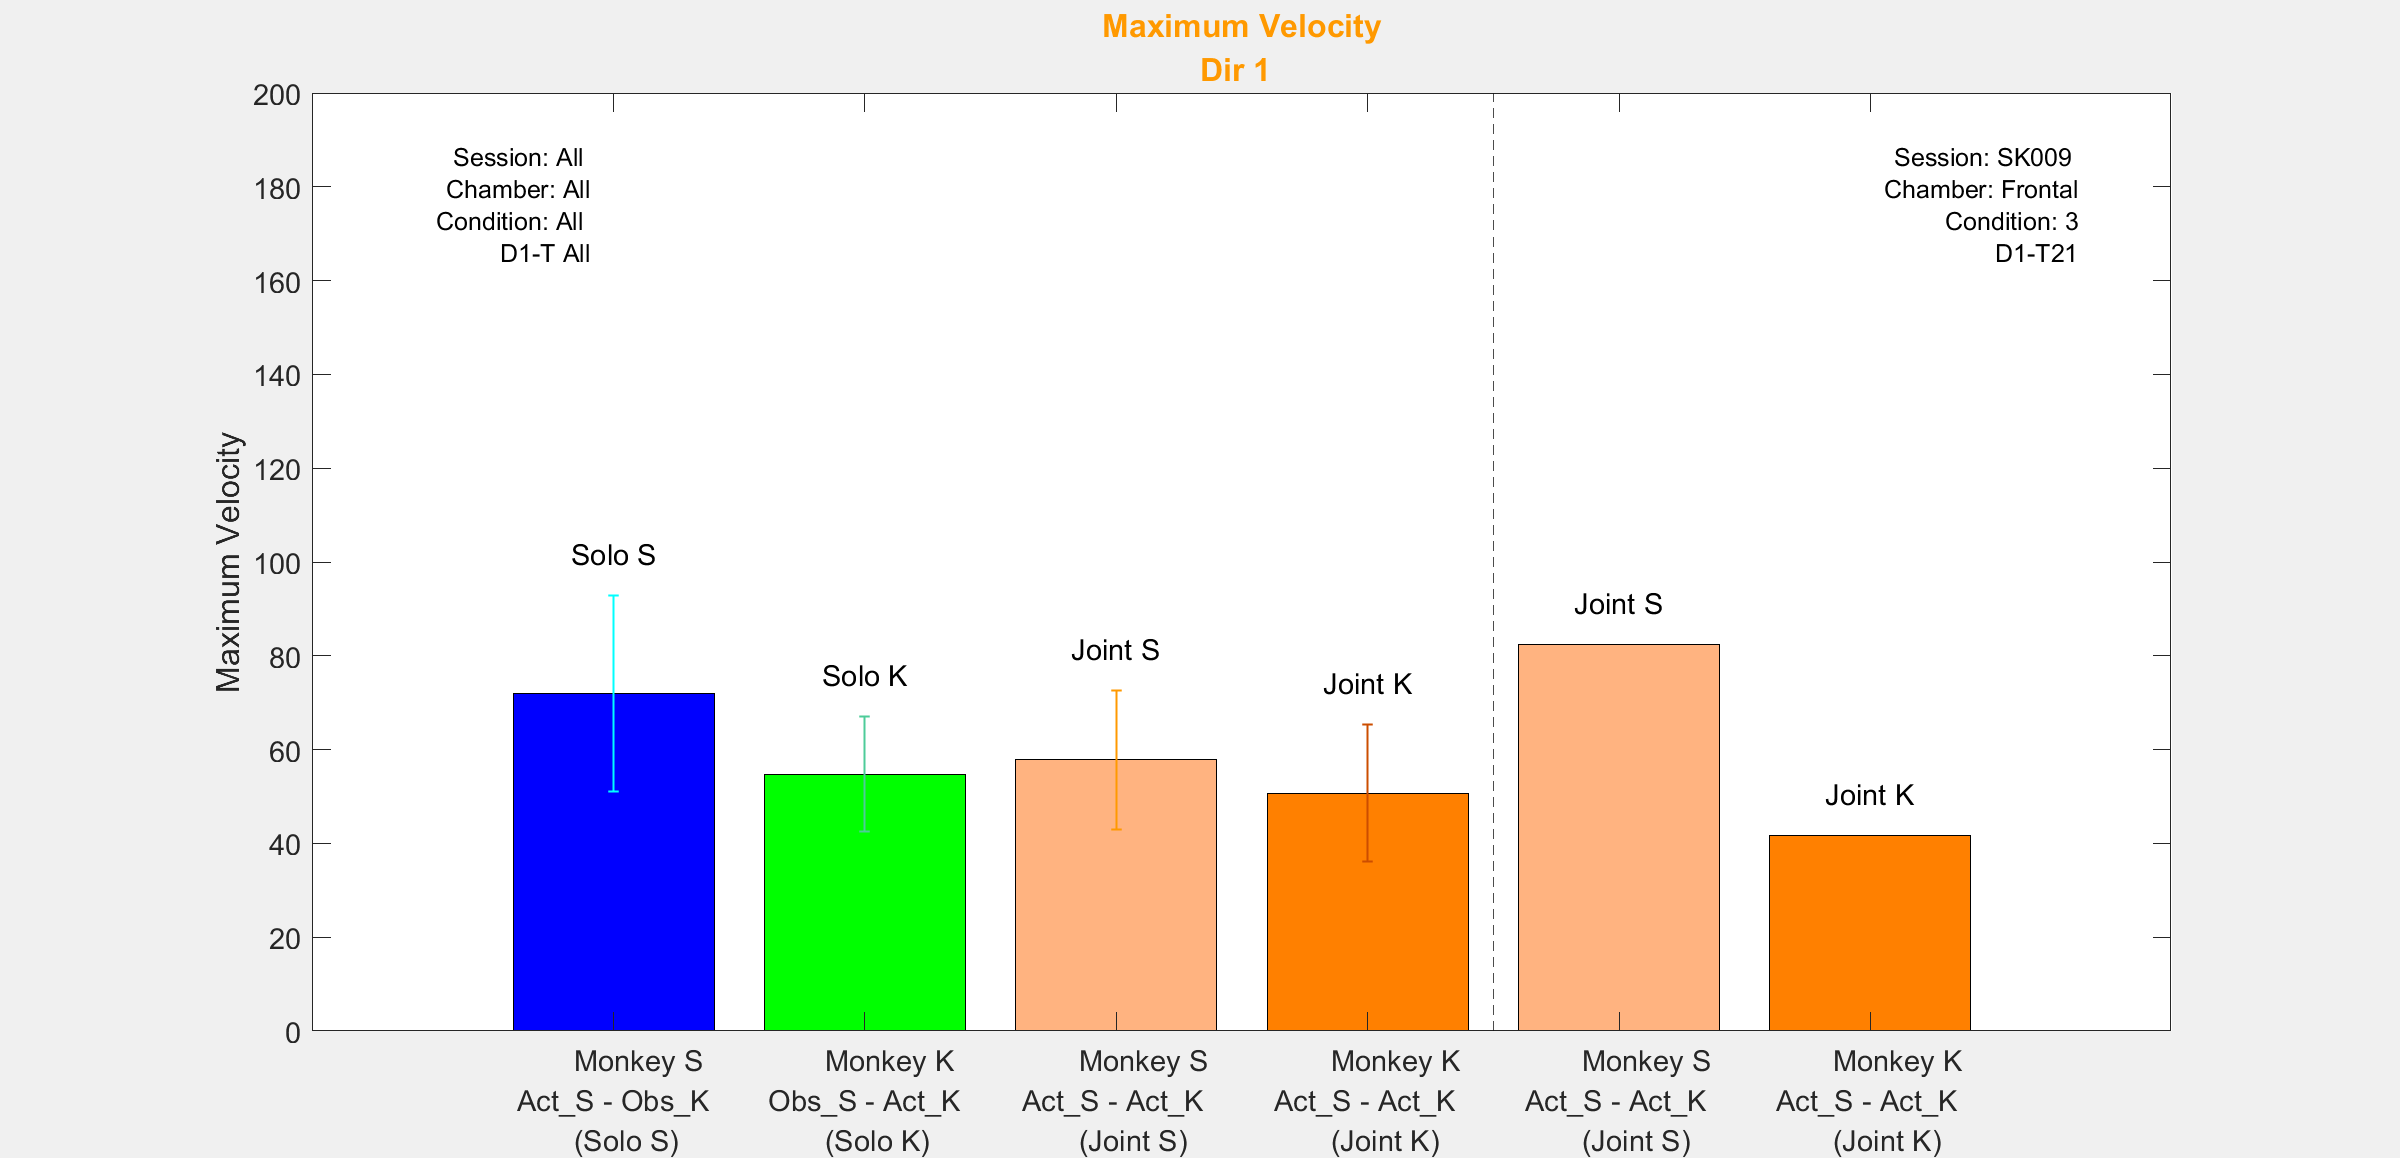 Maximum Velocity
Dir 1
200
180
160
140
120
100
80
60
40
20
0
Maximum Velocity
Session: All
Chamber: All
Condition: All
D1-T All
Session: SK009
Chamber: Frontal
Condition: 3
D1-T21
Solo S
Solo K
Joint S
Joint K
Joint S
Joint K
Monkey S
Act_S - Obs_K
(Solo S)
Monkey K
Obs_S - Act_K
(Solo K)
Monkey S
Act_S - Act_K
(Joint S)
Monkey K
Act_S - Act_K
(Joint K)
Monkey S
Act_S - Act_K
(Joint S)
Monkey K
Act_S - Act_K
(Joint K)